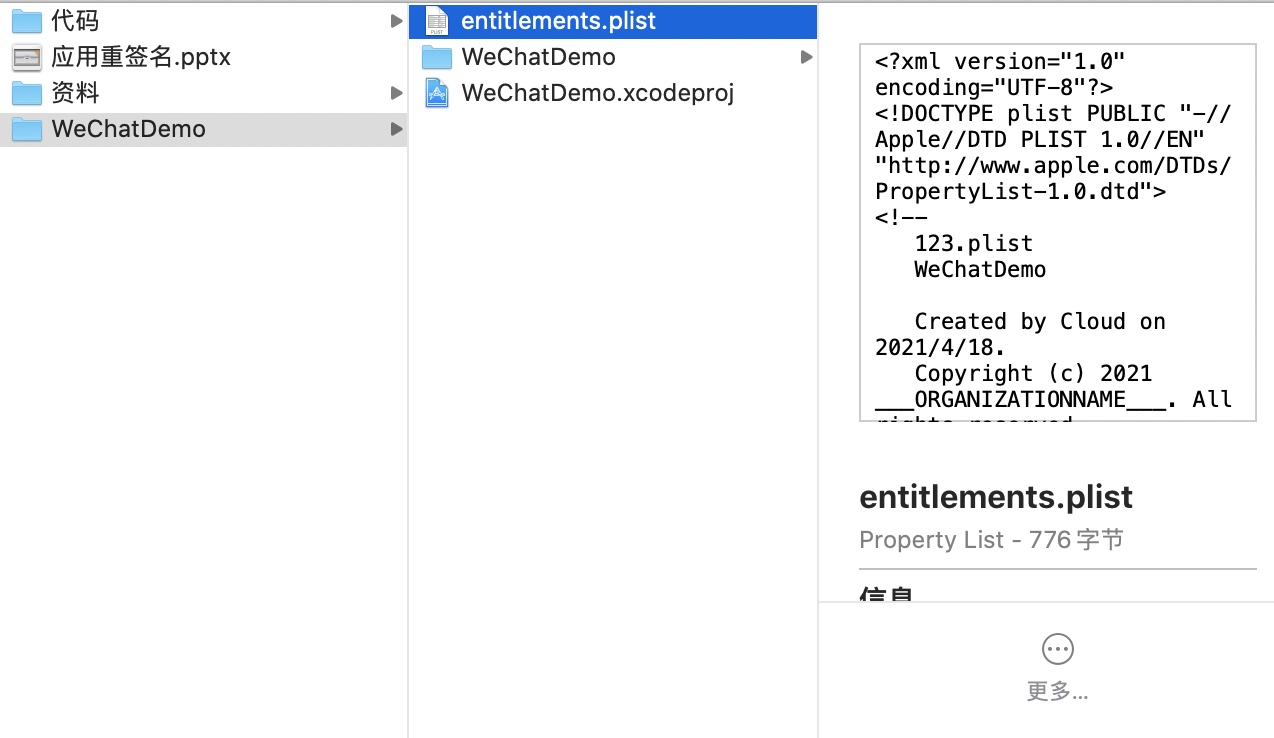 代码
应用重签名.pptx
资料
WeChatDemo
entitlements.plist
WeChatDemo
WeChatDemo.xcodeproj
<?xml version="1.0"
encoding="UTF-8"?>
<!DOCTYPE plist PUBLIC "-//
Apple//DTD PLIST 1.0//EN"
"http://www.apple.com/DTDs/
PropertyList-1.0.dtd">
<!--
123.plist
WeChatDemo
Created by Cloud on
2021/4/18.
Copyright (c) 2021
___ORGANIZATIONNAME___. All
rights reserved
entitlements.plist
Property List - 776 字节
信息
更多...